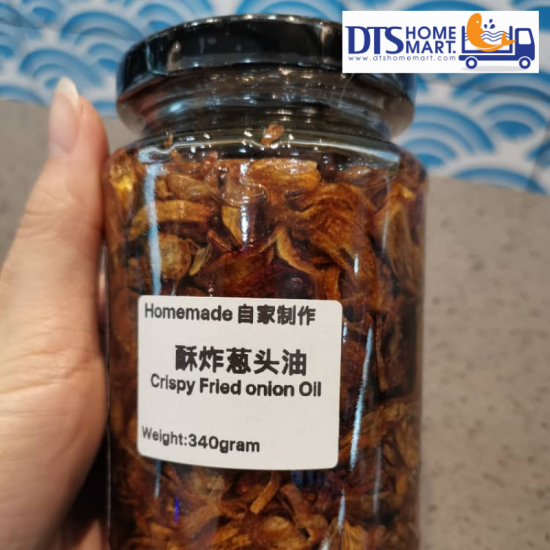 DTS HOME
MART.
www.dtshomemart.com
Homemade 自家制作
酥炸葱头油
Crispy Fried onion Oil
Weight:340gram